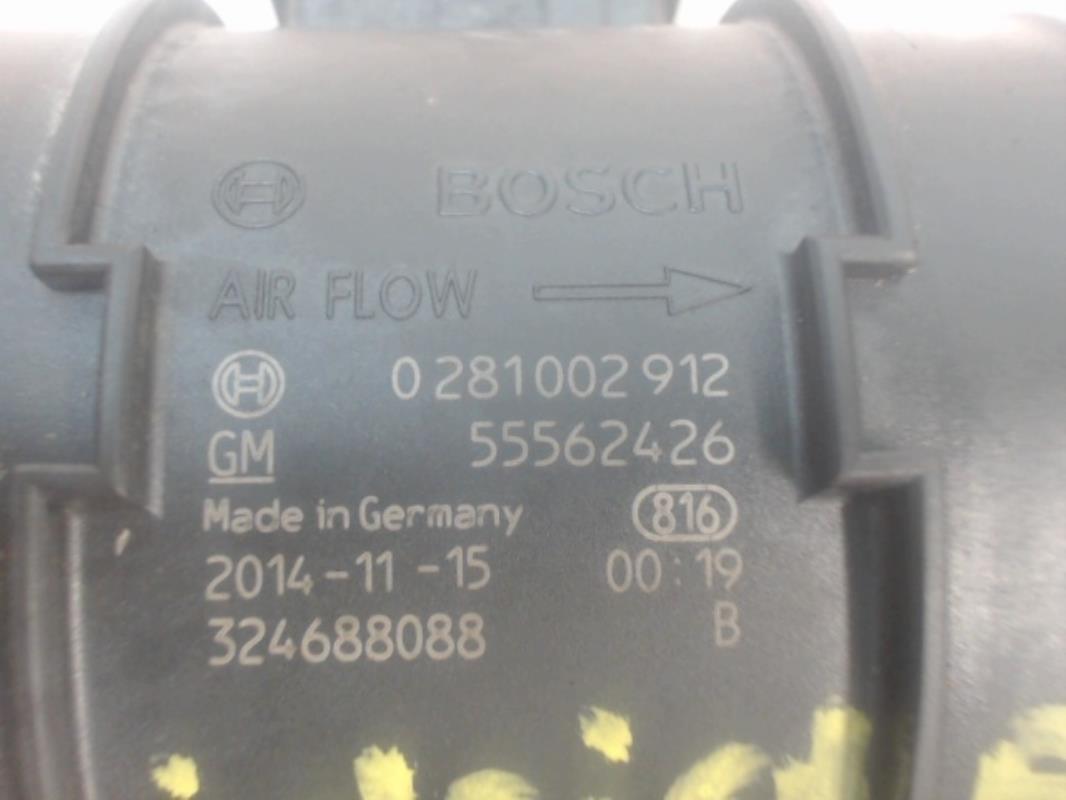 BOSCH
AIR FLOW
0 281 002 912
GM 55562426
Made in Germany 816
2014-11-15 00:19
324688088 B